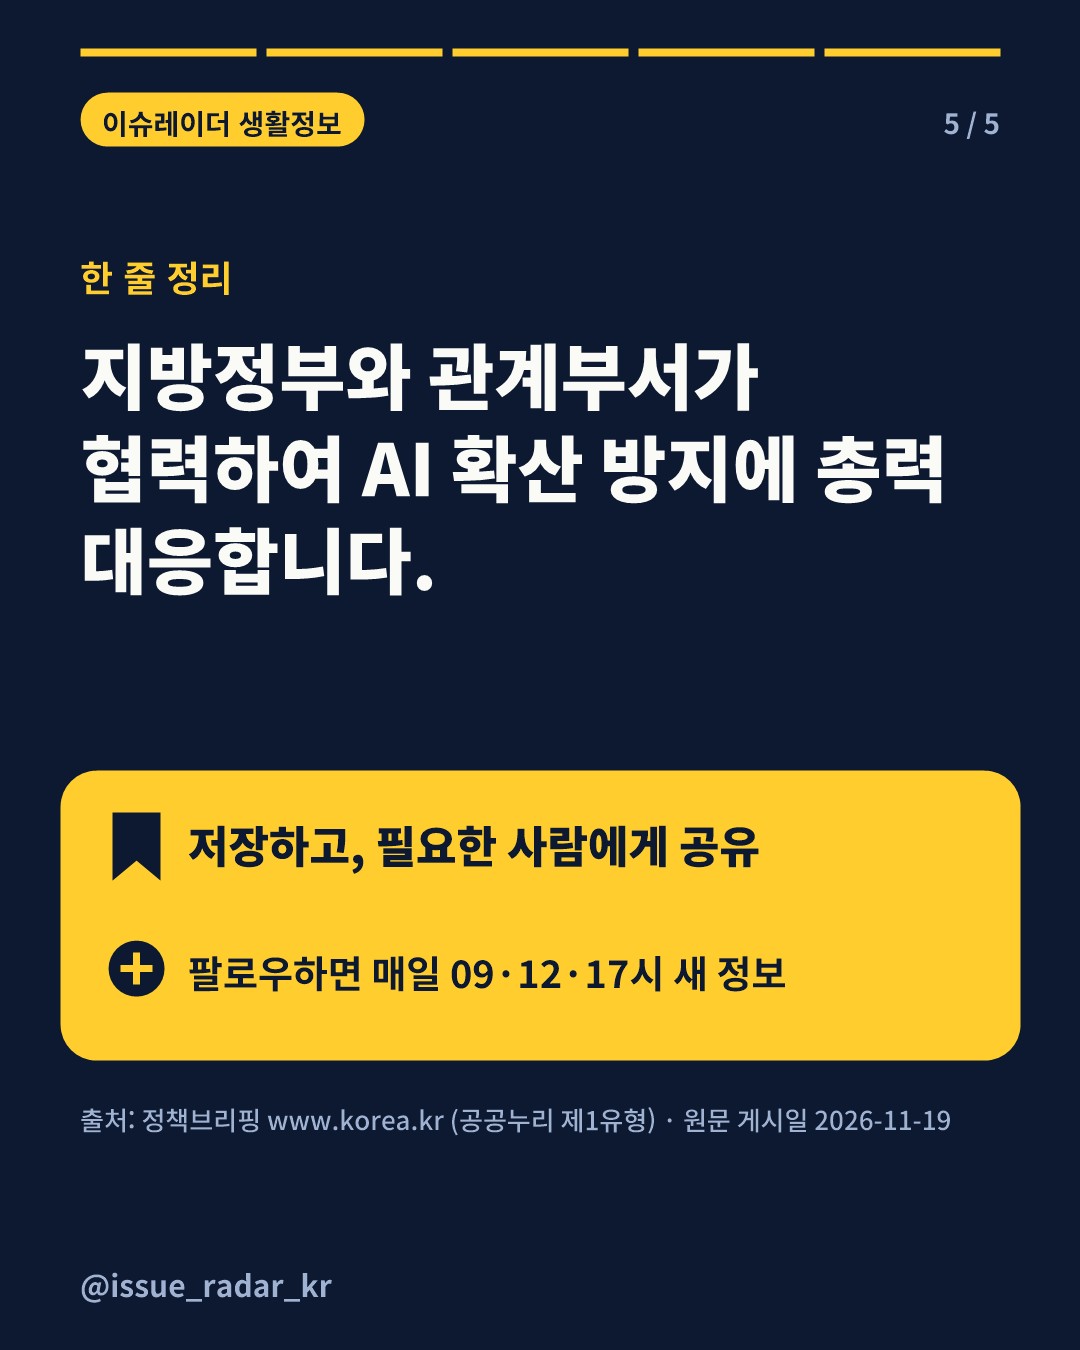 이슈레이더 생활정보
5 / 5
한 줄 정리
지방정부와 관계부서가
협력하여 AI 확산 방지에 총력
대응합니다.
저장하고, 필요한 사람에게 공유
팔로우하면 매일 09·12·17시 새 정보
출처: 정책브리핑 www.korea.kr (공공누리 제1유형) · 원문 게시일 2026-11-19
@issue_radar_kr